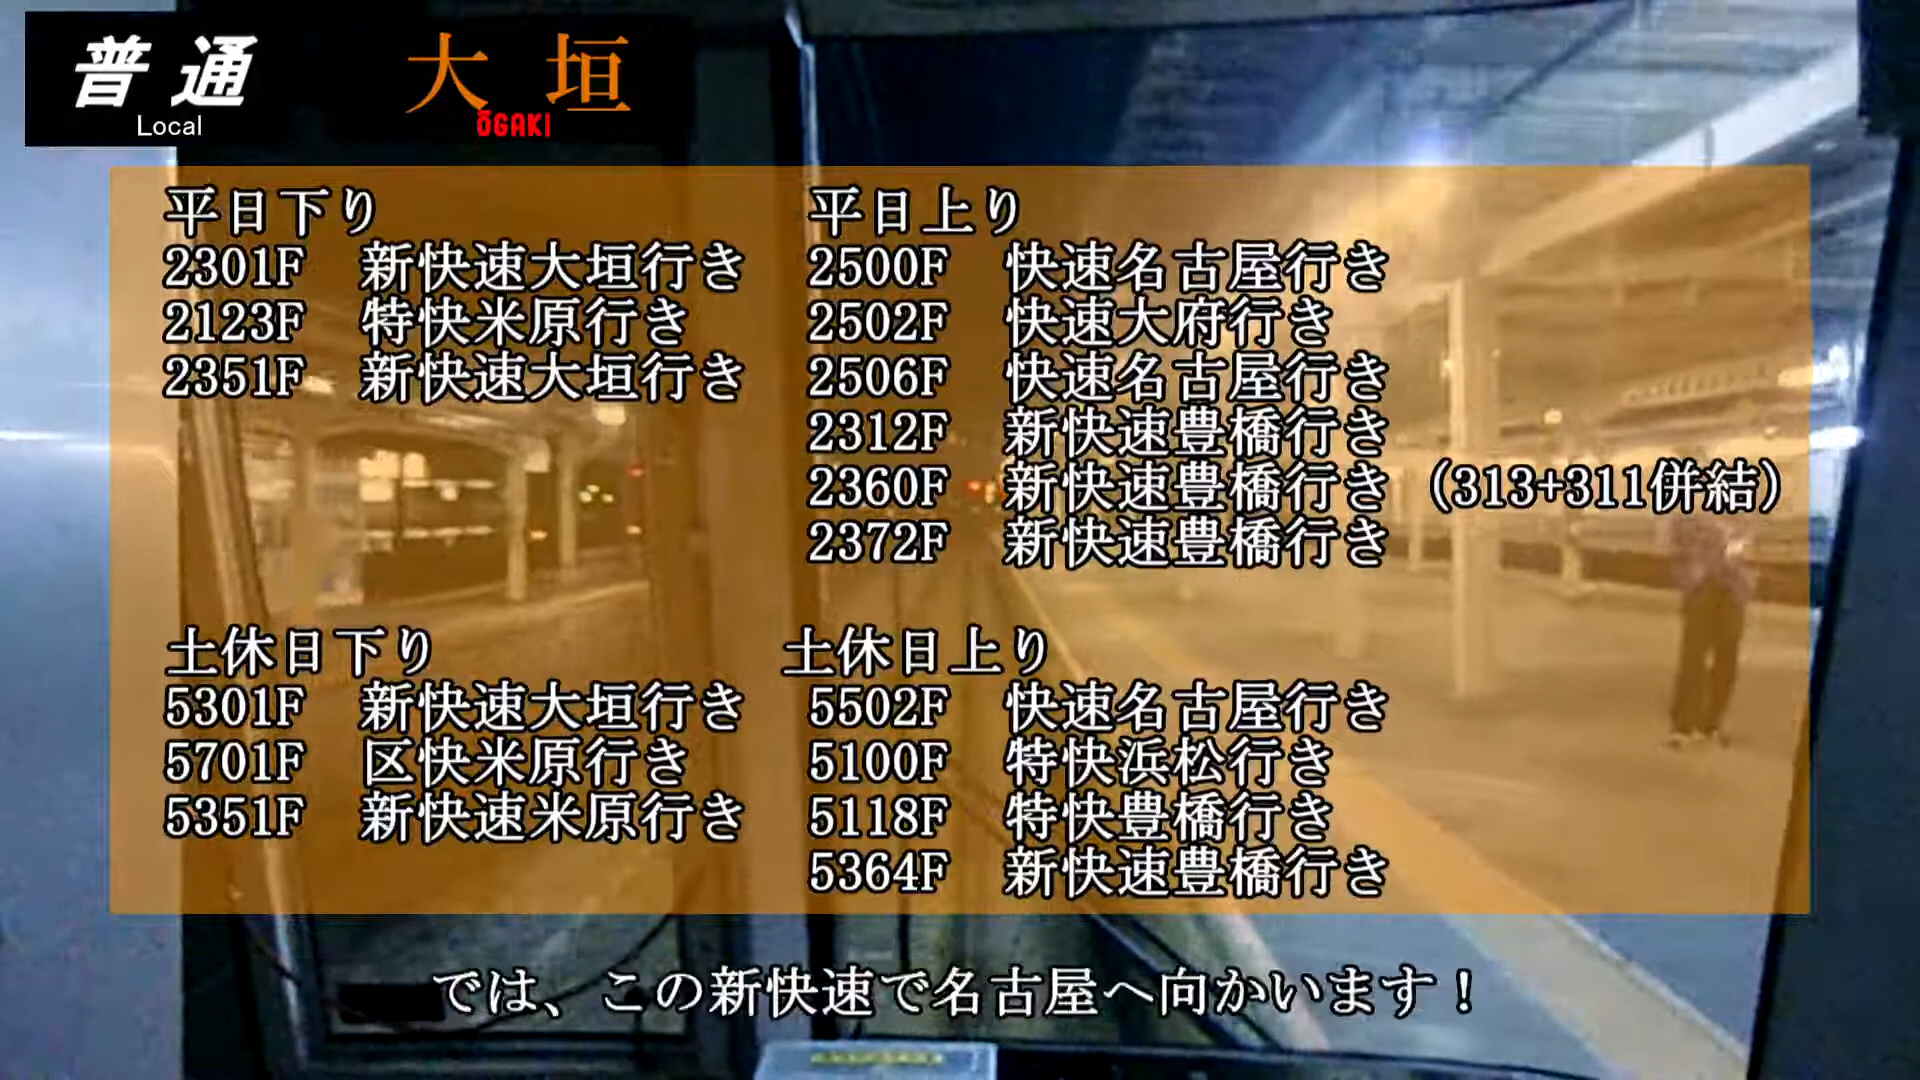 普通 大垣
Local ŌGAKI
平日下り
2301F 新快速大垣行き
2123F 特快米原行き
2351F 新快速大垣行き
平日上り
2500F 快速名古屋行き
2502F 快速大府行き
2506F 快速名古屋行き
2312F 新快速豊橋行き
2360F 新快速豊橋行き (313+311併結)
2372F 新快速豊橋行き
土休日下り
5301F 新快速大垣行き
5701F 区快米原行き
5351F 新快速米原行き
土休日上り
5502F 快速名古屋行き
5100F 特快浜松行き
5118F 特快豊橋行き
5364F 新快速豊橋行き
では、この新快速で名古屋へ向かいます!